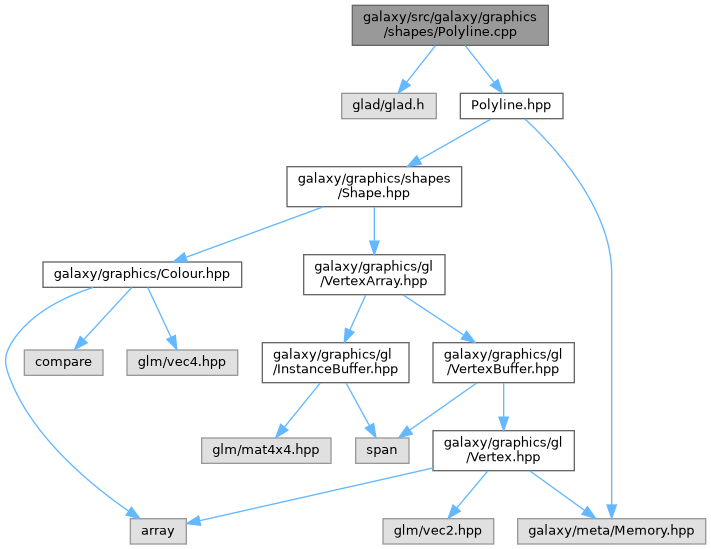 galaxy/src/galaxy/graphics
/shapes/Polyline.cpp
glad/glad.h
Polyline.hpp
galaxy/graphics/shapes
/Shape.hpp
galaxy/graphics/Colour.hpp
galaxy/graphics/gl
/VertexArray.hpp
compare
glm/vec4.hpp
galaxy/graphics/gl
/InstanceBuffer.hpp
galaxy/graphics/gl
/VertexBuffer.hpp
glm/mat4x4.hpp
span
galaxy/graphics/gl
/Vertex.hpp
array
glm/vec2.hpp
galaxy/meta/Memory.hpp